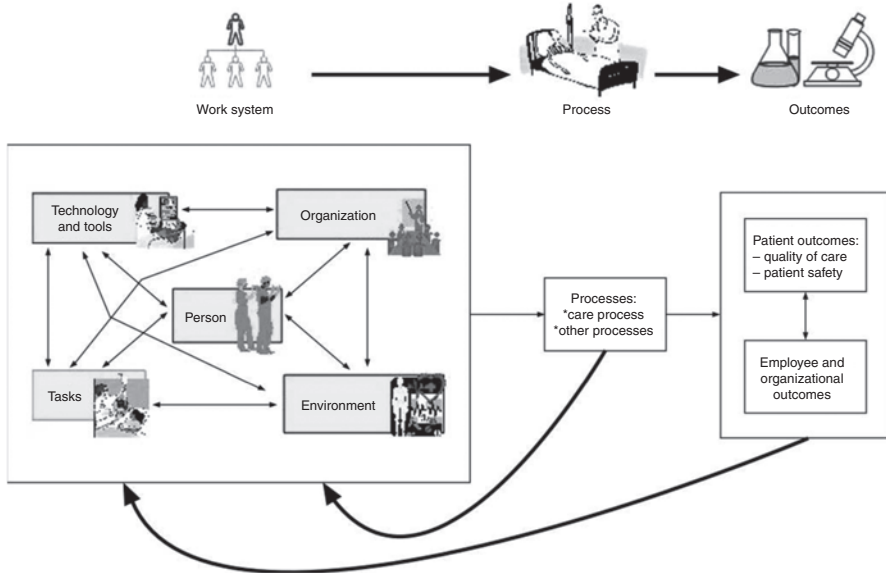 Work system
Process
Outcomes
Technology
and tools
Organization
Person
Tasks
Environment
Processes:
*care process
*other processes
Patient outcomes:
– quality of care
– patient safety
Employee and
organizational
outcomes